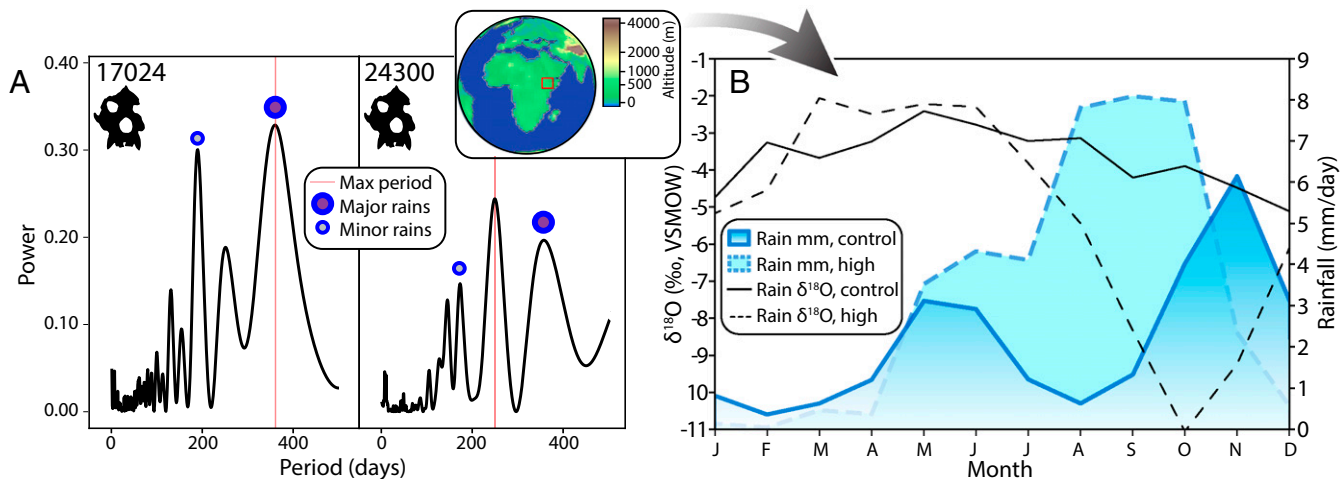 A
17024
24300
0.40
0.30
0.20
0.10
0.00
Power
0
200
400
0
200
400
Period (days)
Max period
Major rains
Minor rains
4000
2000
1000
500
0
Altitude (m)
B
-1
-2
-3
-4
-5
-6
-7
-8
-9
10
-11
δ18O (‰, VSMOW)
Rain mm, control
Rain mm, high
Rain δ18O, control
Rain δ18O, high
9
8
7
6
5
4
3
2
1
0
Rainfall (mm/day)
J F M A M J J A S O N D
Month